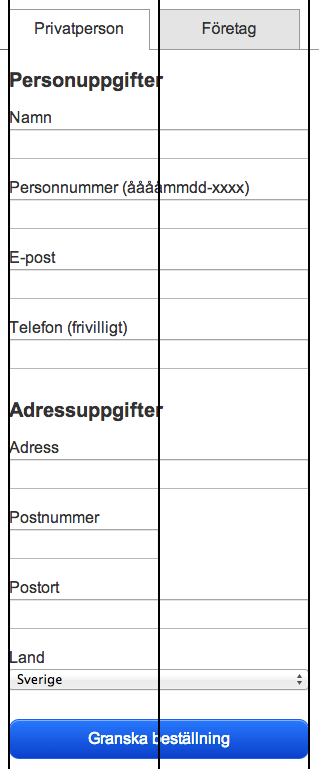 Privatperson Företag
Personuppgifter
Namn
Personnummer (ååååmmdd-xxxx)
E-post
Telefon (frivilligt)
Adressuppgifter
Adress
Postnummer
Postort
Land
Sverige
Granska beställning